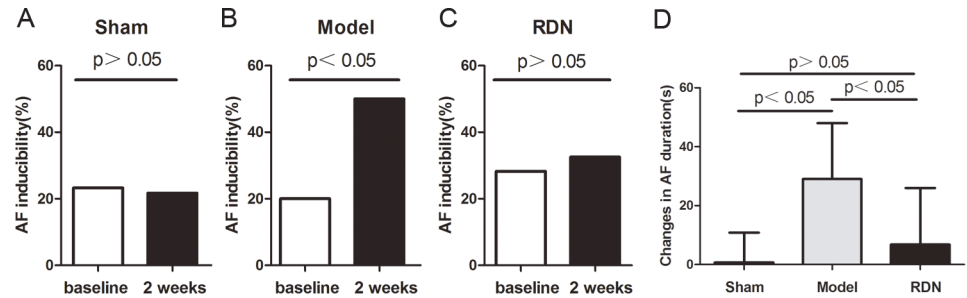 A
Sham
p> 0.05
60
40
20
0
AF inducibility(%)
baseline
2 weeks
B
Model
p< 0.05
60
40
20
0
AF inducibility(%)
baseline
2 weeks
C
RDN
p> 0.05
60
40
20
0
AF inducibility(%)
baseline
2 weeks
D
p> 0.05
p< 0.05
p< 0.05
60
40
20
0
Changes in AF duration(s)
Sham
Model
RDN